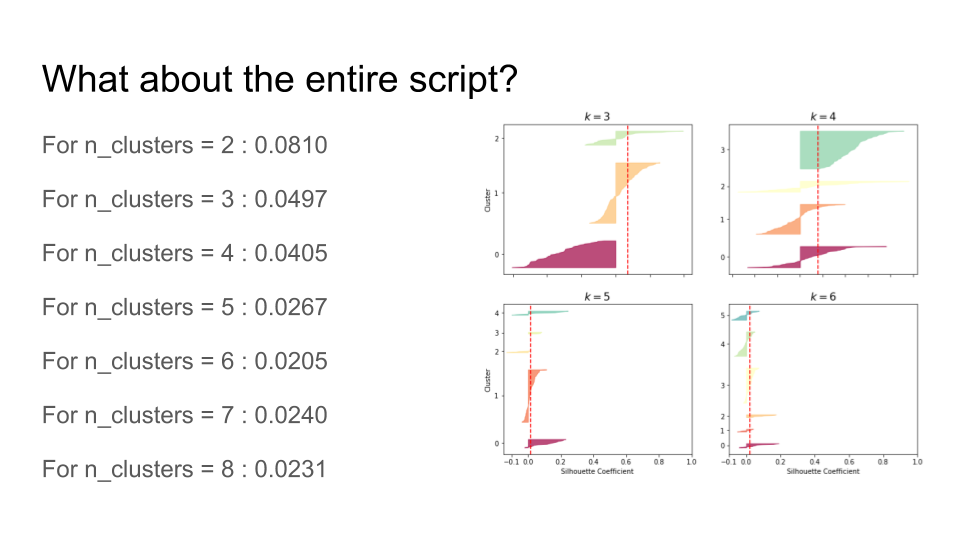 What about the entire script?
For n_clusters = 2 : 0.0810
For n_clusters = 3 : 0.0497
For n_clusters = 4 : 0.0405
For n_clusters = 5 : 0.0267
For n_clusters = 6 : 0.0205
For n_clusters = 7 : 0.0240
For n_clusters = 8 : 0.0231
k = 3
2
1
0
Cluster
k = 4
3
2
1
0
k = 5
4
3
2
1
0
Cluster
−0.1 0.0 0.2 0.4 0.6 0.8 1.0
Silhouette Coefficient
k = 6
5
4
3
2
1
0
−0.1 0.0 0.2 0.4 0.6 0.8 1.0
Silhouette Coefficient